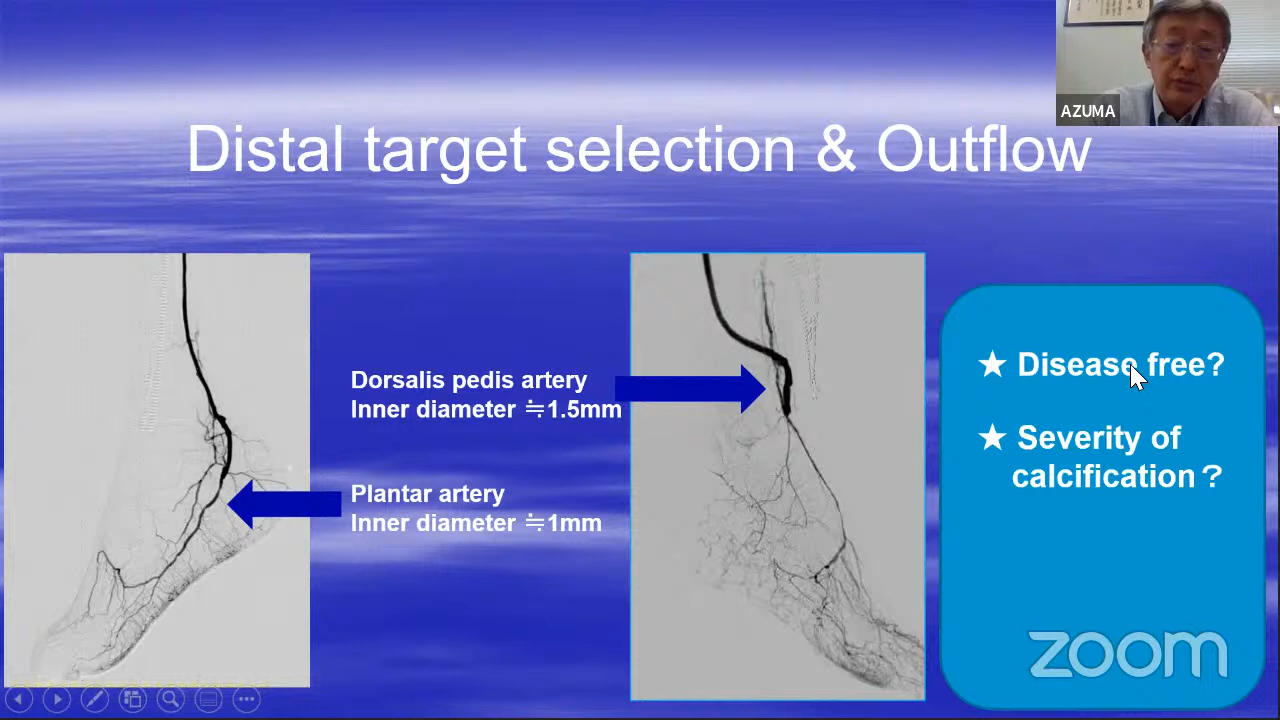 AZUMA
Distal target selection & Outflow
Dorsalis pedis artery
Inner diameter ≒1.5mm
Plantar artery
Inner diameter ≒1mm
★ Disease free?
★ Severity of
calcification？
zoom